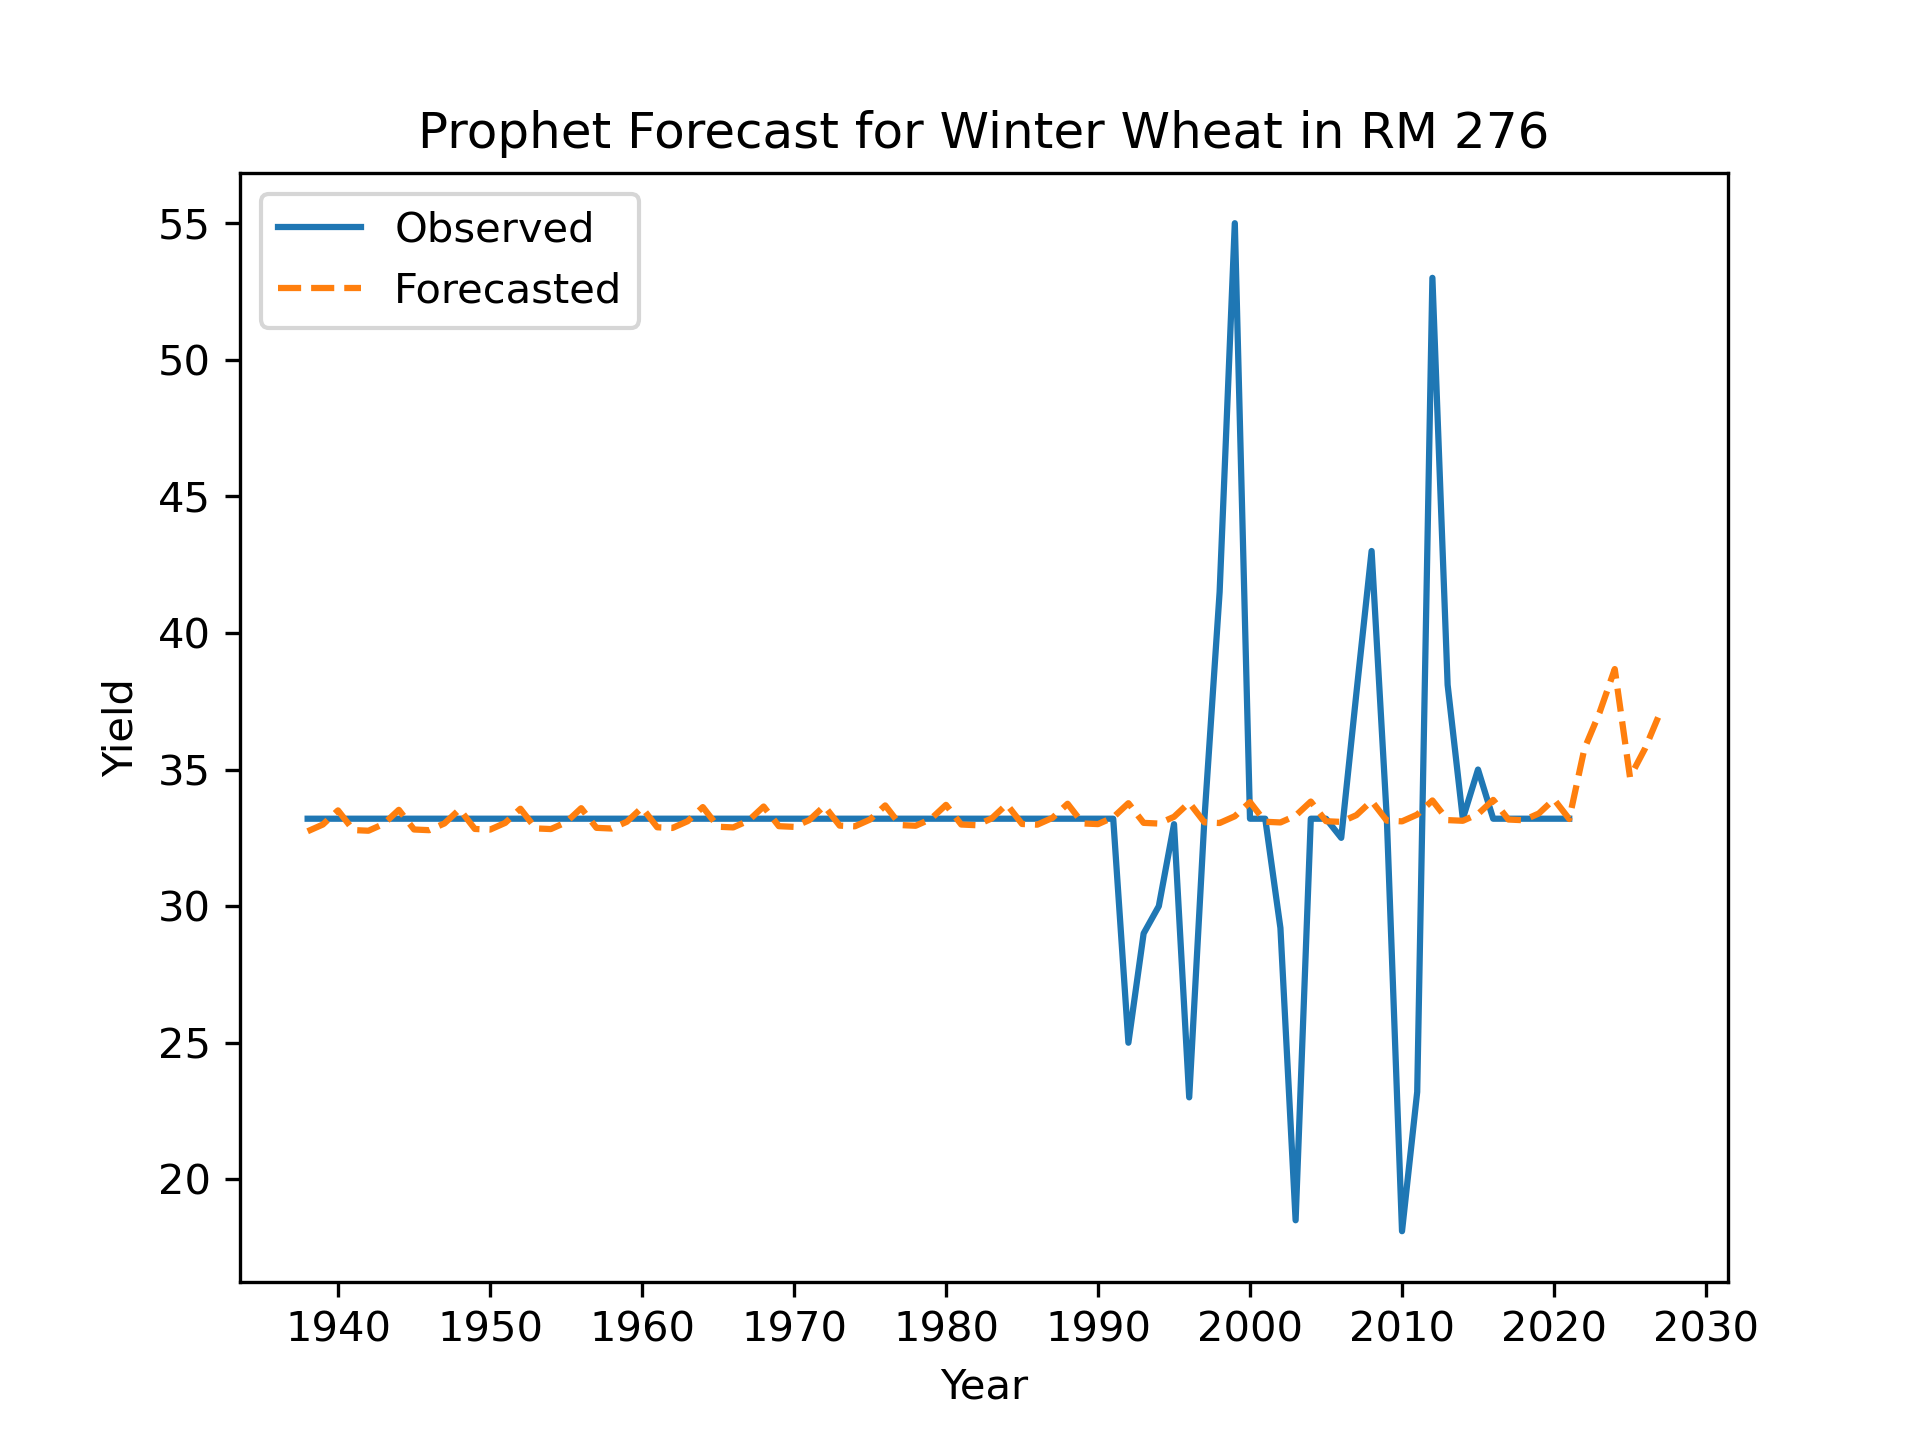 Prophet Forecast for Winter Wheat in RM 276
Observed
Forecasted
55
50
45
40
35
30
25
20
Yield
1940 1950 1960 1970 1980 1990 2000 2010 2020 2030
Year